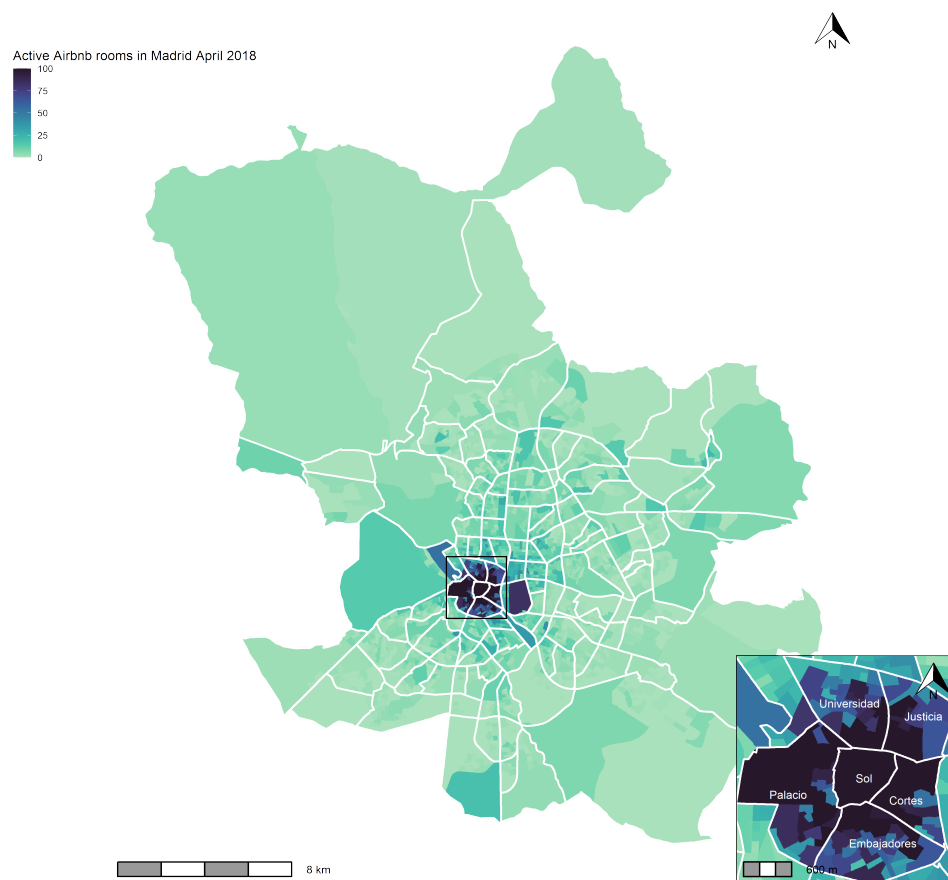 N
Active Airbnb rooms in Madrid April 2018
100
75
50
25
0
N
Universidad
Justicia
Sol
Palacio
Cortes
Embajadores
8 km
600 m